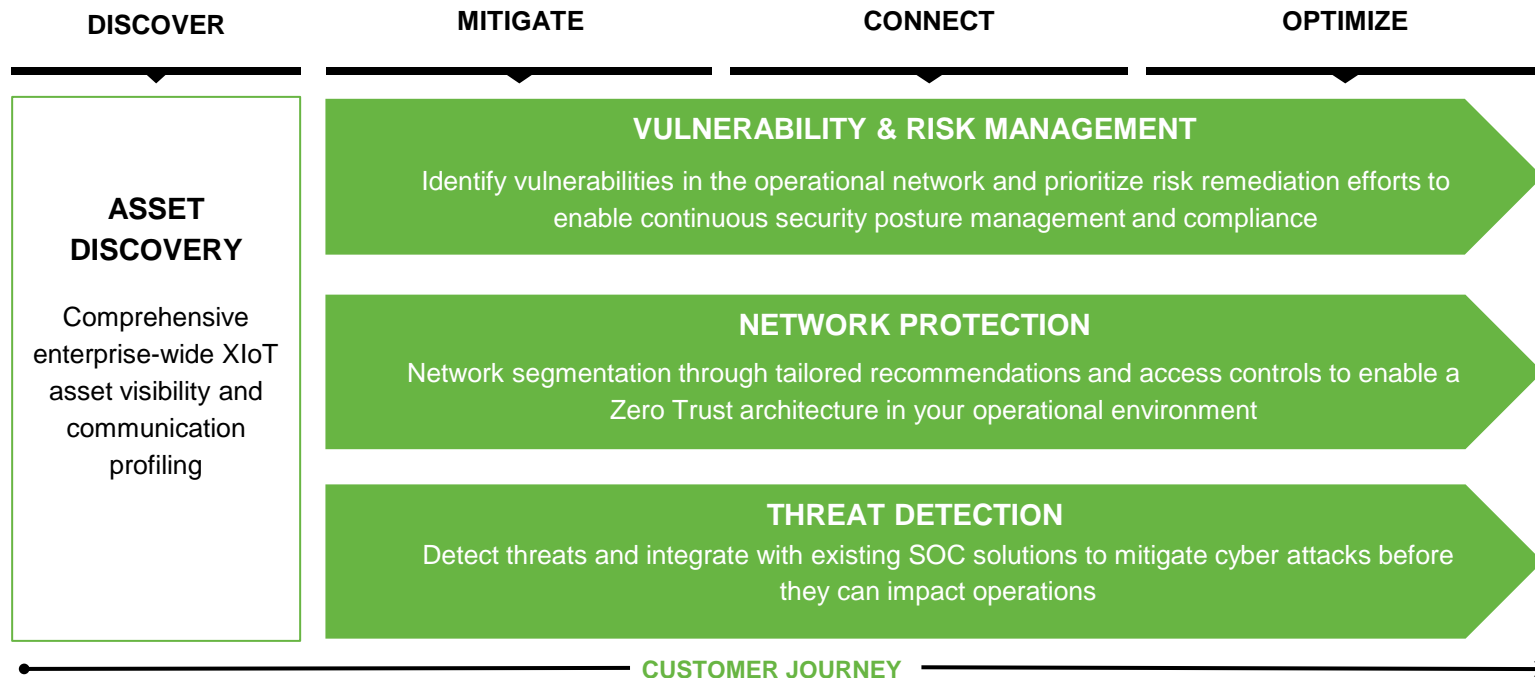 DISCOVER
MITIGATE
CONNECT
OPTIMIZE
ASSET
DISCOVERY
Comprehensive
enterprise-wide XIoT
asset visibility and
communication
profiling
VULNERABILITY & RISK MANAGEMENT
Identify vulnerabilities in the operational network and prioritize risk remediation efforts to
enable continuous security posture management and compliance
NETWORK PROTECTION
Network segmentation through tailored recommendations and access controls to enable a
Zero Trust architecture in your operational environment
THREAT DETECTION
Detect threats and integrate with existing SOC solutions to mitigate cyber attacks before
they can impact operations
CUSTOMER JOURNEY